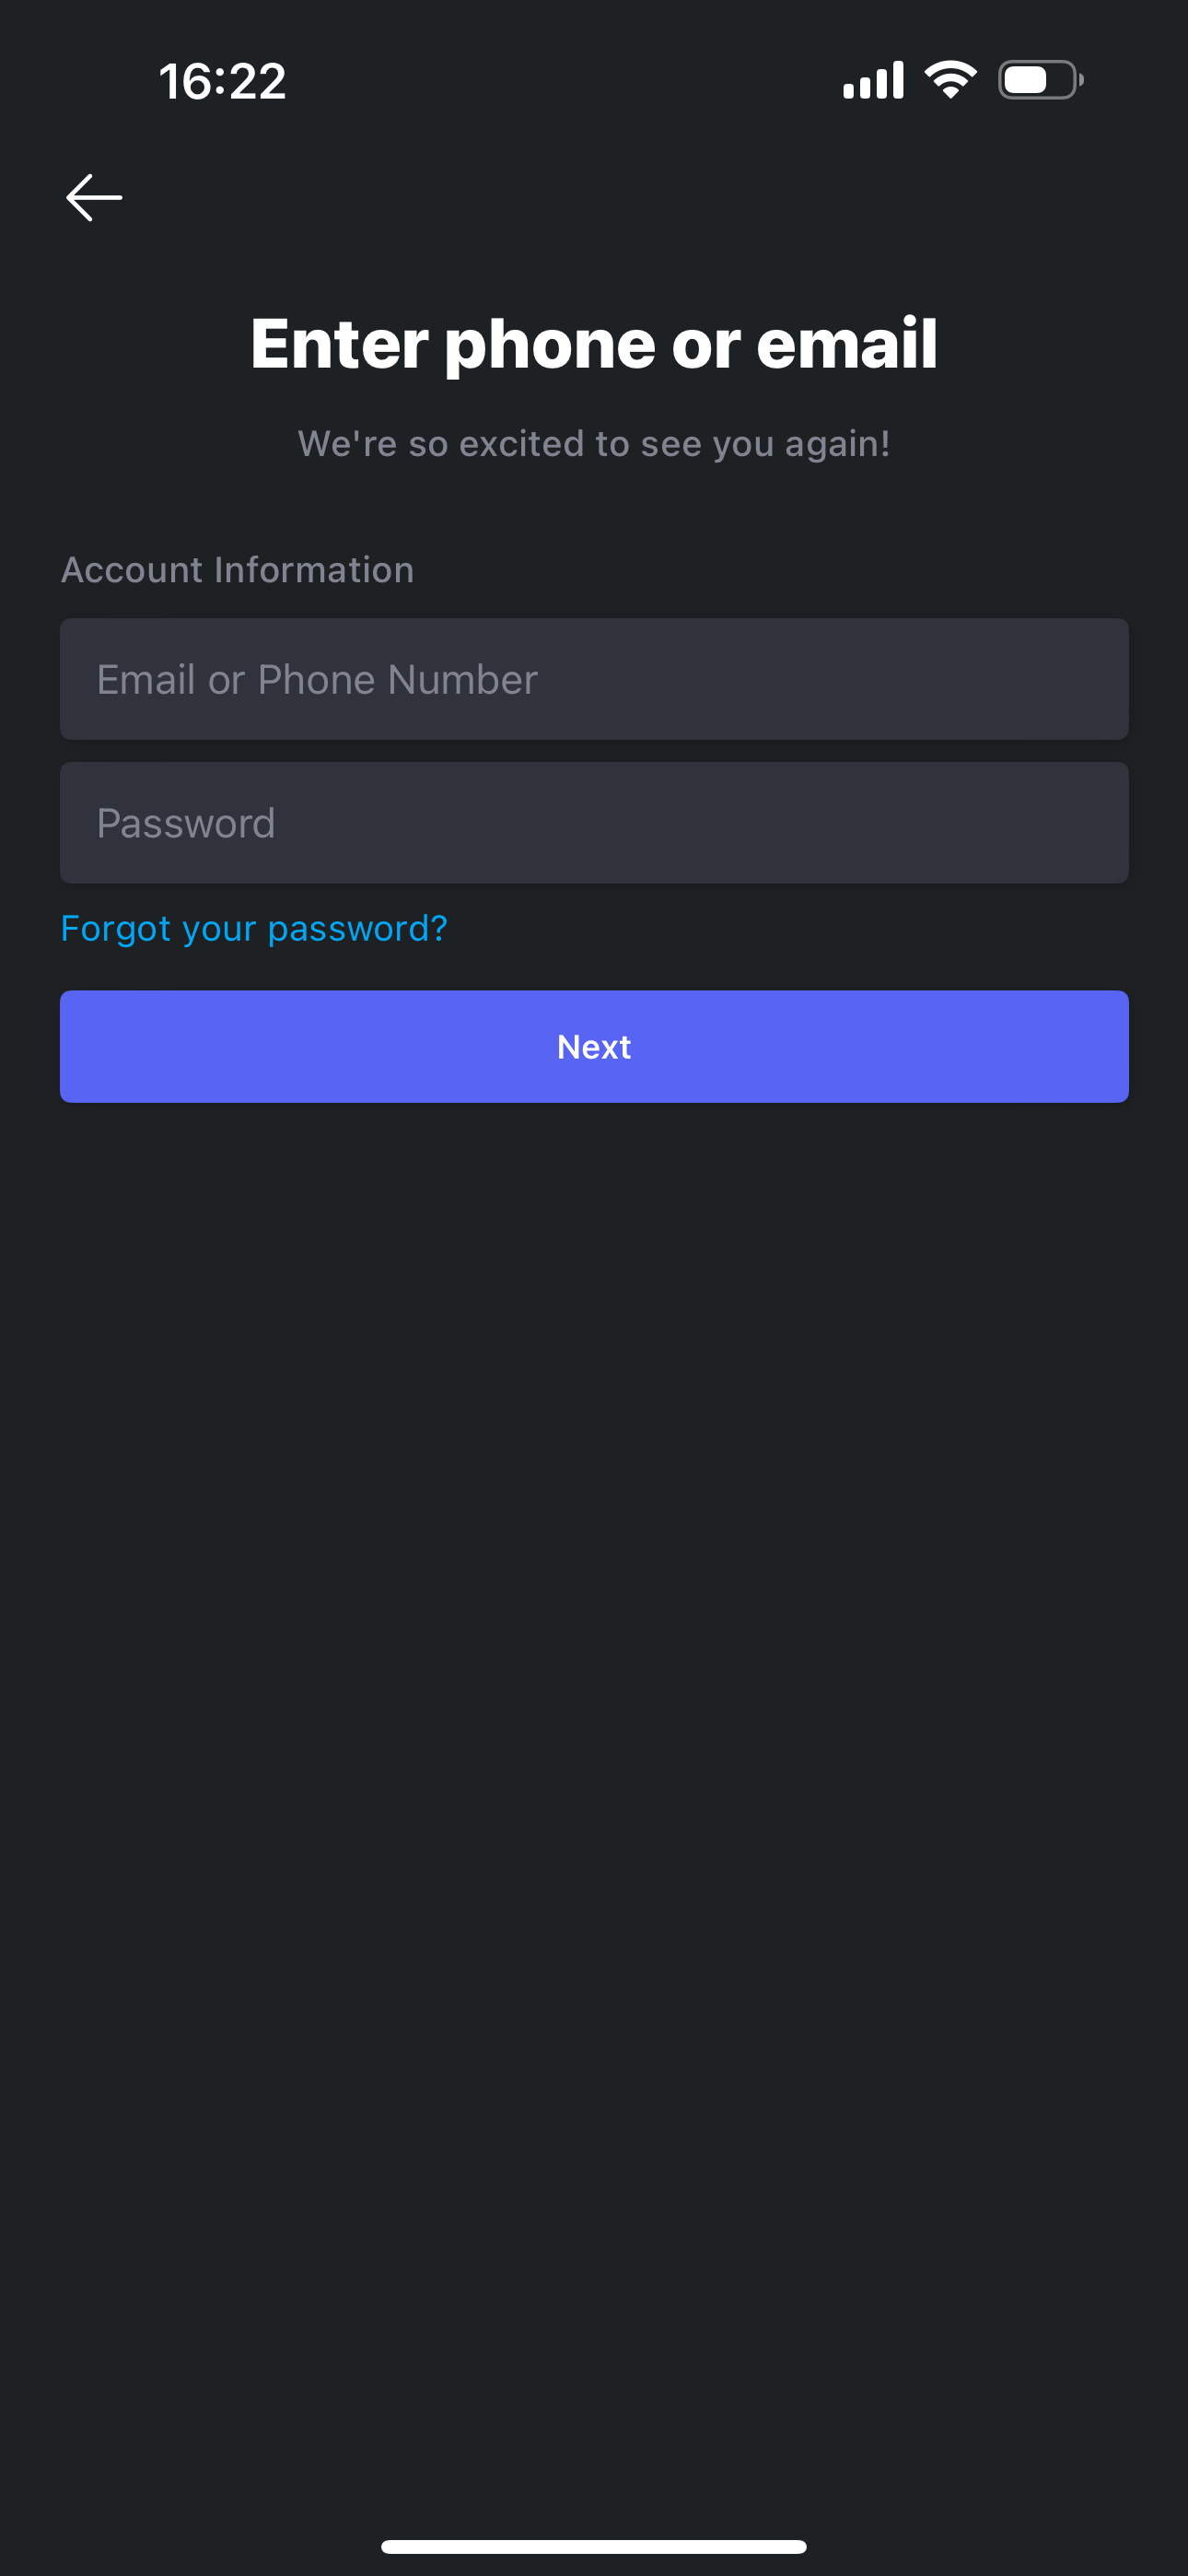 16:22
Enter phone or email
We're so excited to see you again!
Account Information
Email or Phone Number
Password
Forgot your password?
Next